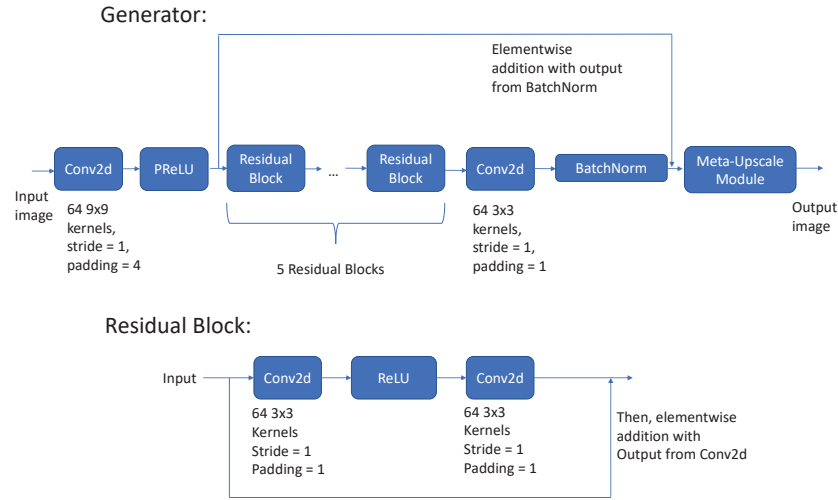 Generator:
Elementwise
addition with output
from BatchNorm
Input
image
Conv2d
PReLU
Residual
Block
...
Residual
Block
Conv2d
BatchNorm
Meta-Upscale
Module
Output
image
64 9x9
kernels,
stride = 1,
padding = 4
5 Residual Blocks
64 3x3
kernels,
stride = 1,
padding = 1
Residual Block:
Input
Conv2d
ReLU
Conv2d
64 3x3
Kernels
Stride = 1
Padding = 1
64 3x3
Kernels
Stride = 1
Padding = 1
Then, elementwise
addition with
Output from Conv2d